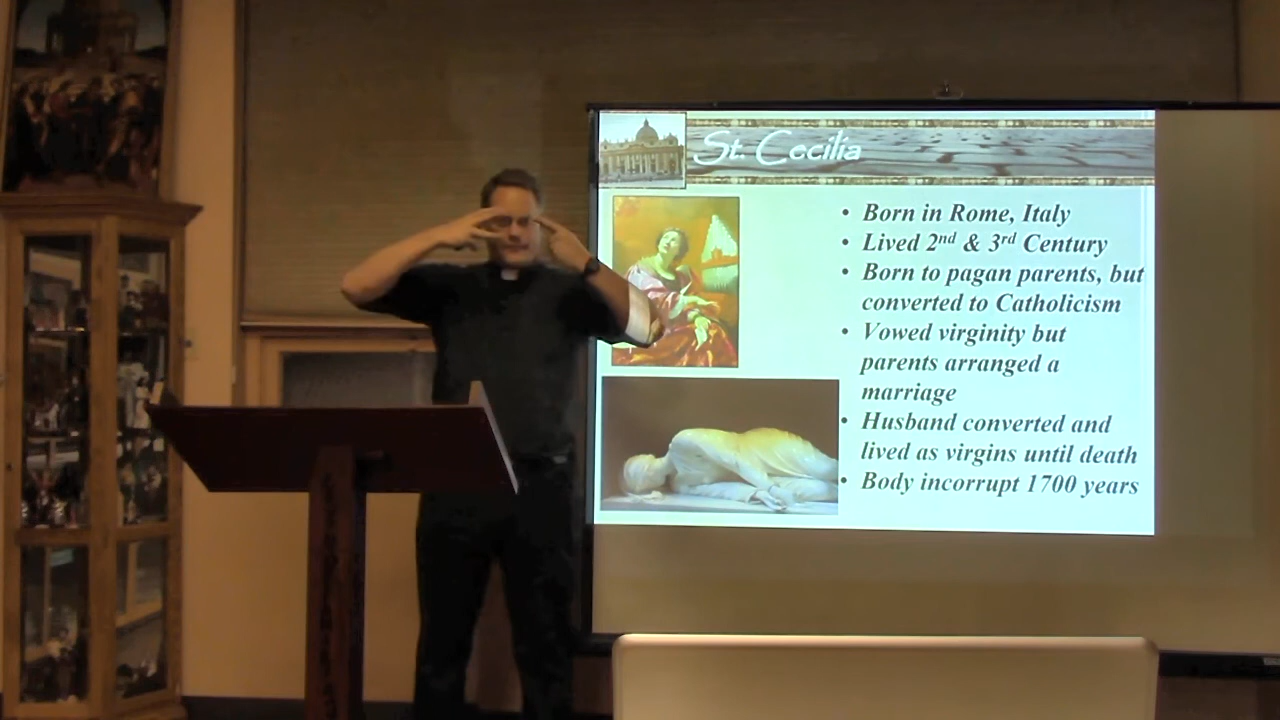 St. Cecilia
• Born in Rome, Italy
• Lived 2nd & 3rd Century
• Born to pagan parents, but
converted to Catholicism
• Vowed virginity but
parents arranged a
marriage
• Husband converted and
lived as virgins until death
• Body incorrupt 1700 years